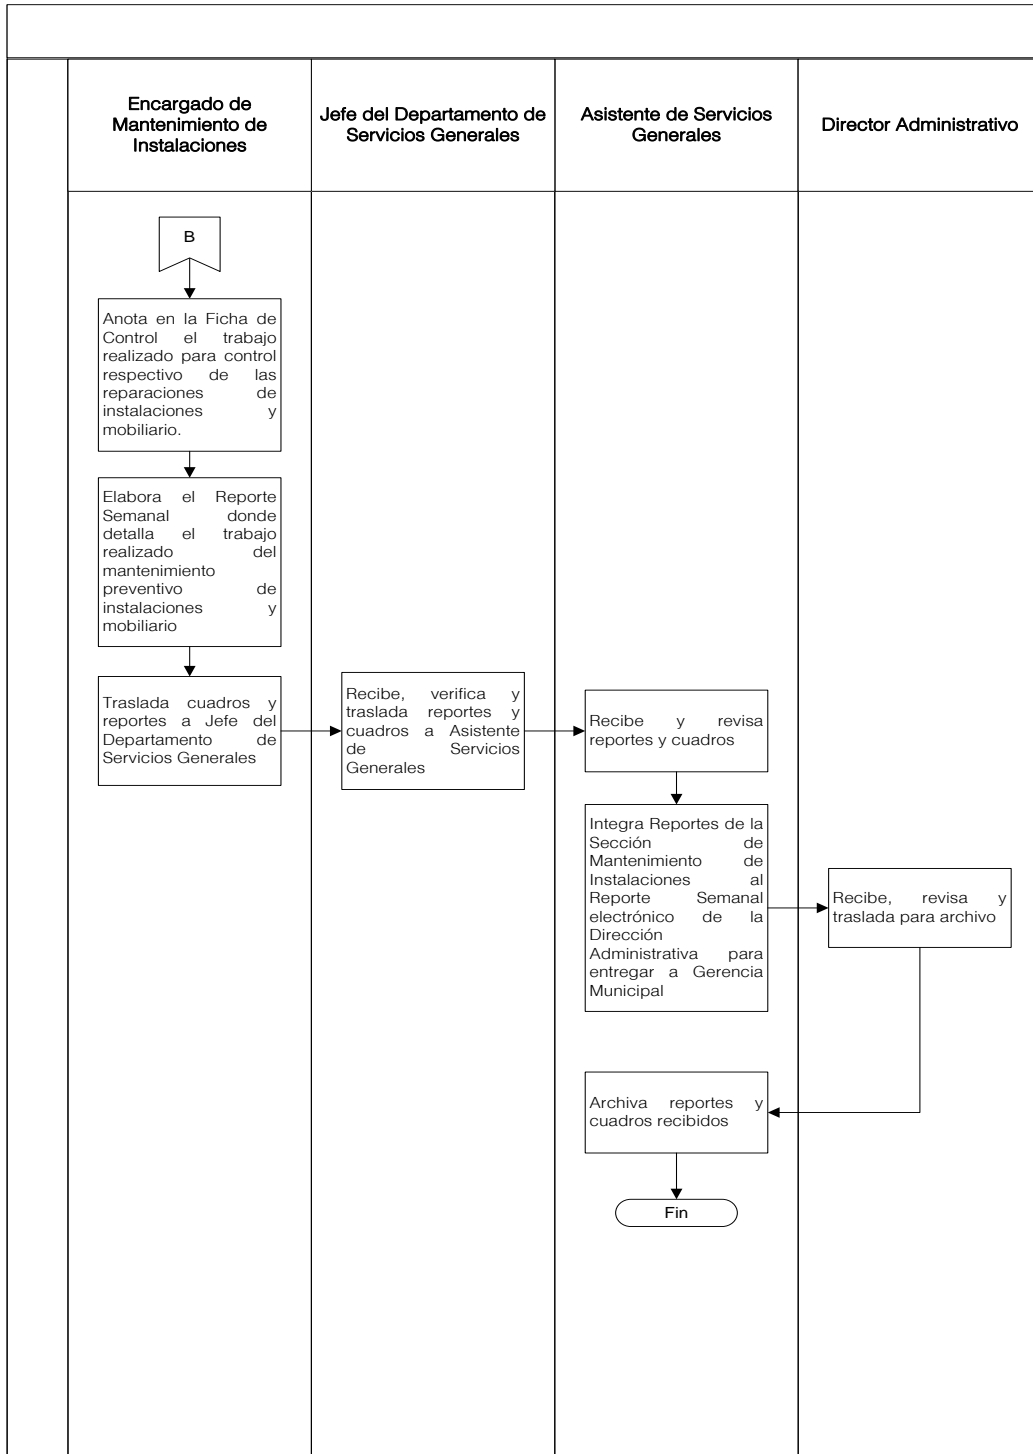 Encargado de
Mantenimiento de
Instalaciones
Jefe del Departamento de
Servicios Generales
Asistente de Servicios
Generales
Director Administrativo
B
Anota en la Ficha de
Control el trabajo
realizado para control
respectivo de las
reparaciones de
instalaciones y
mobiliario.
Elabora el Reporte
Semanal donde
detalla el trabajo
realizado del
mantenimiento
preventivo de
instalaciones y
mobiliario
Traslada cuadros y
reportes a Jefe del
Departamento de
Servicios Generales
Recibe, verifica y
traslada reportes y
cuadros a Asistente
de Servicios
Generales
Recibe y revisa
reportes y cuadros
Integra Reportes de la
Sección de
Mantenimiento de
Instalaciones al
Reporte Semanal
electrónico de la
Dirección
Administrativa para
entregar a Gerencia
Municipal
Recibe, revisa y
traslada para archivo
Archiva reportes y
cuadros recibidos
Fin